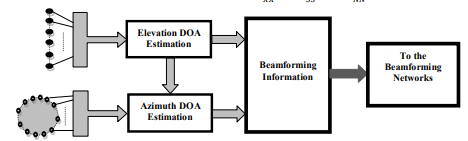 Elevation DOA
Estimation
Azimuth DOA
Estimation
Beamforming
Information
To the
Beamforming
Networks